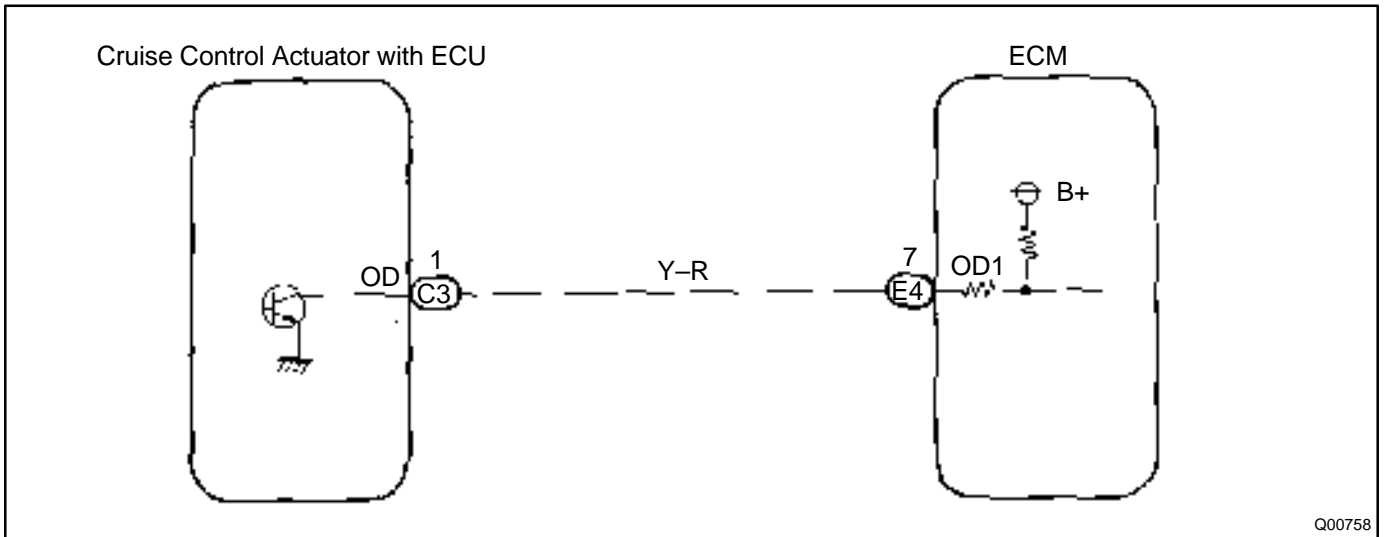 Cruise Control Actuator with ECU
ECM
B+
OD
1
C3
Y–R
7
E4
OD1
Q00758